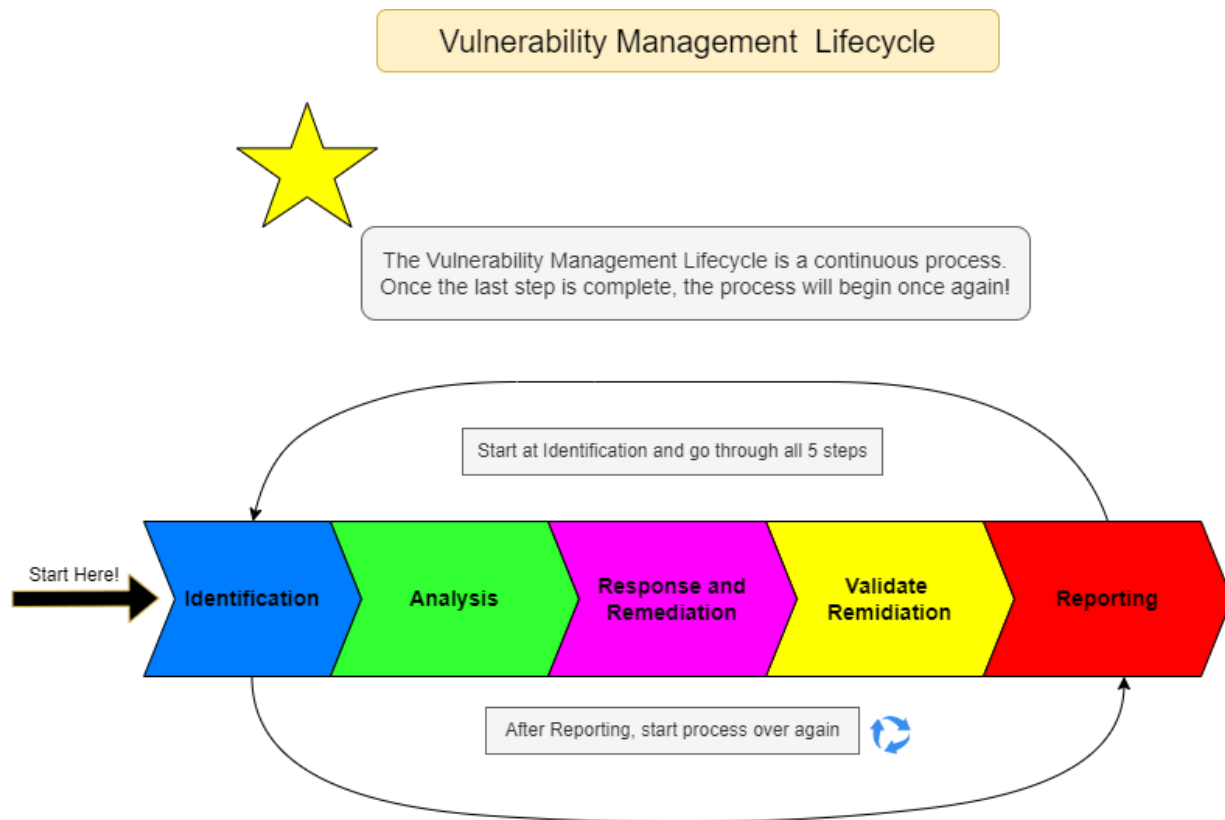 Vulnerability Management  Lifecycle
The Vulnerability Management Lifecycle is a continuous process.
Once the last step is complete, the process will begin once again!
Start at Identification and go through all 5 steps
Start Here!
Identification
Analysis
Response and
Remediation
Validate
Remidiation
Reporting
After Reporting, start process over again